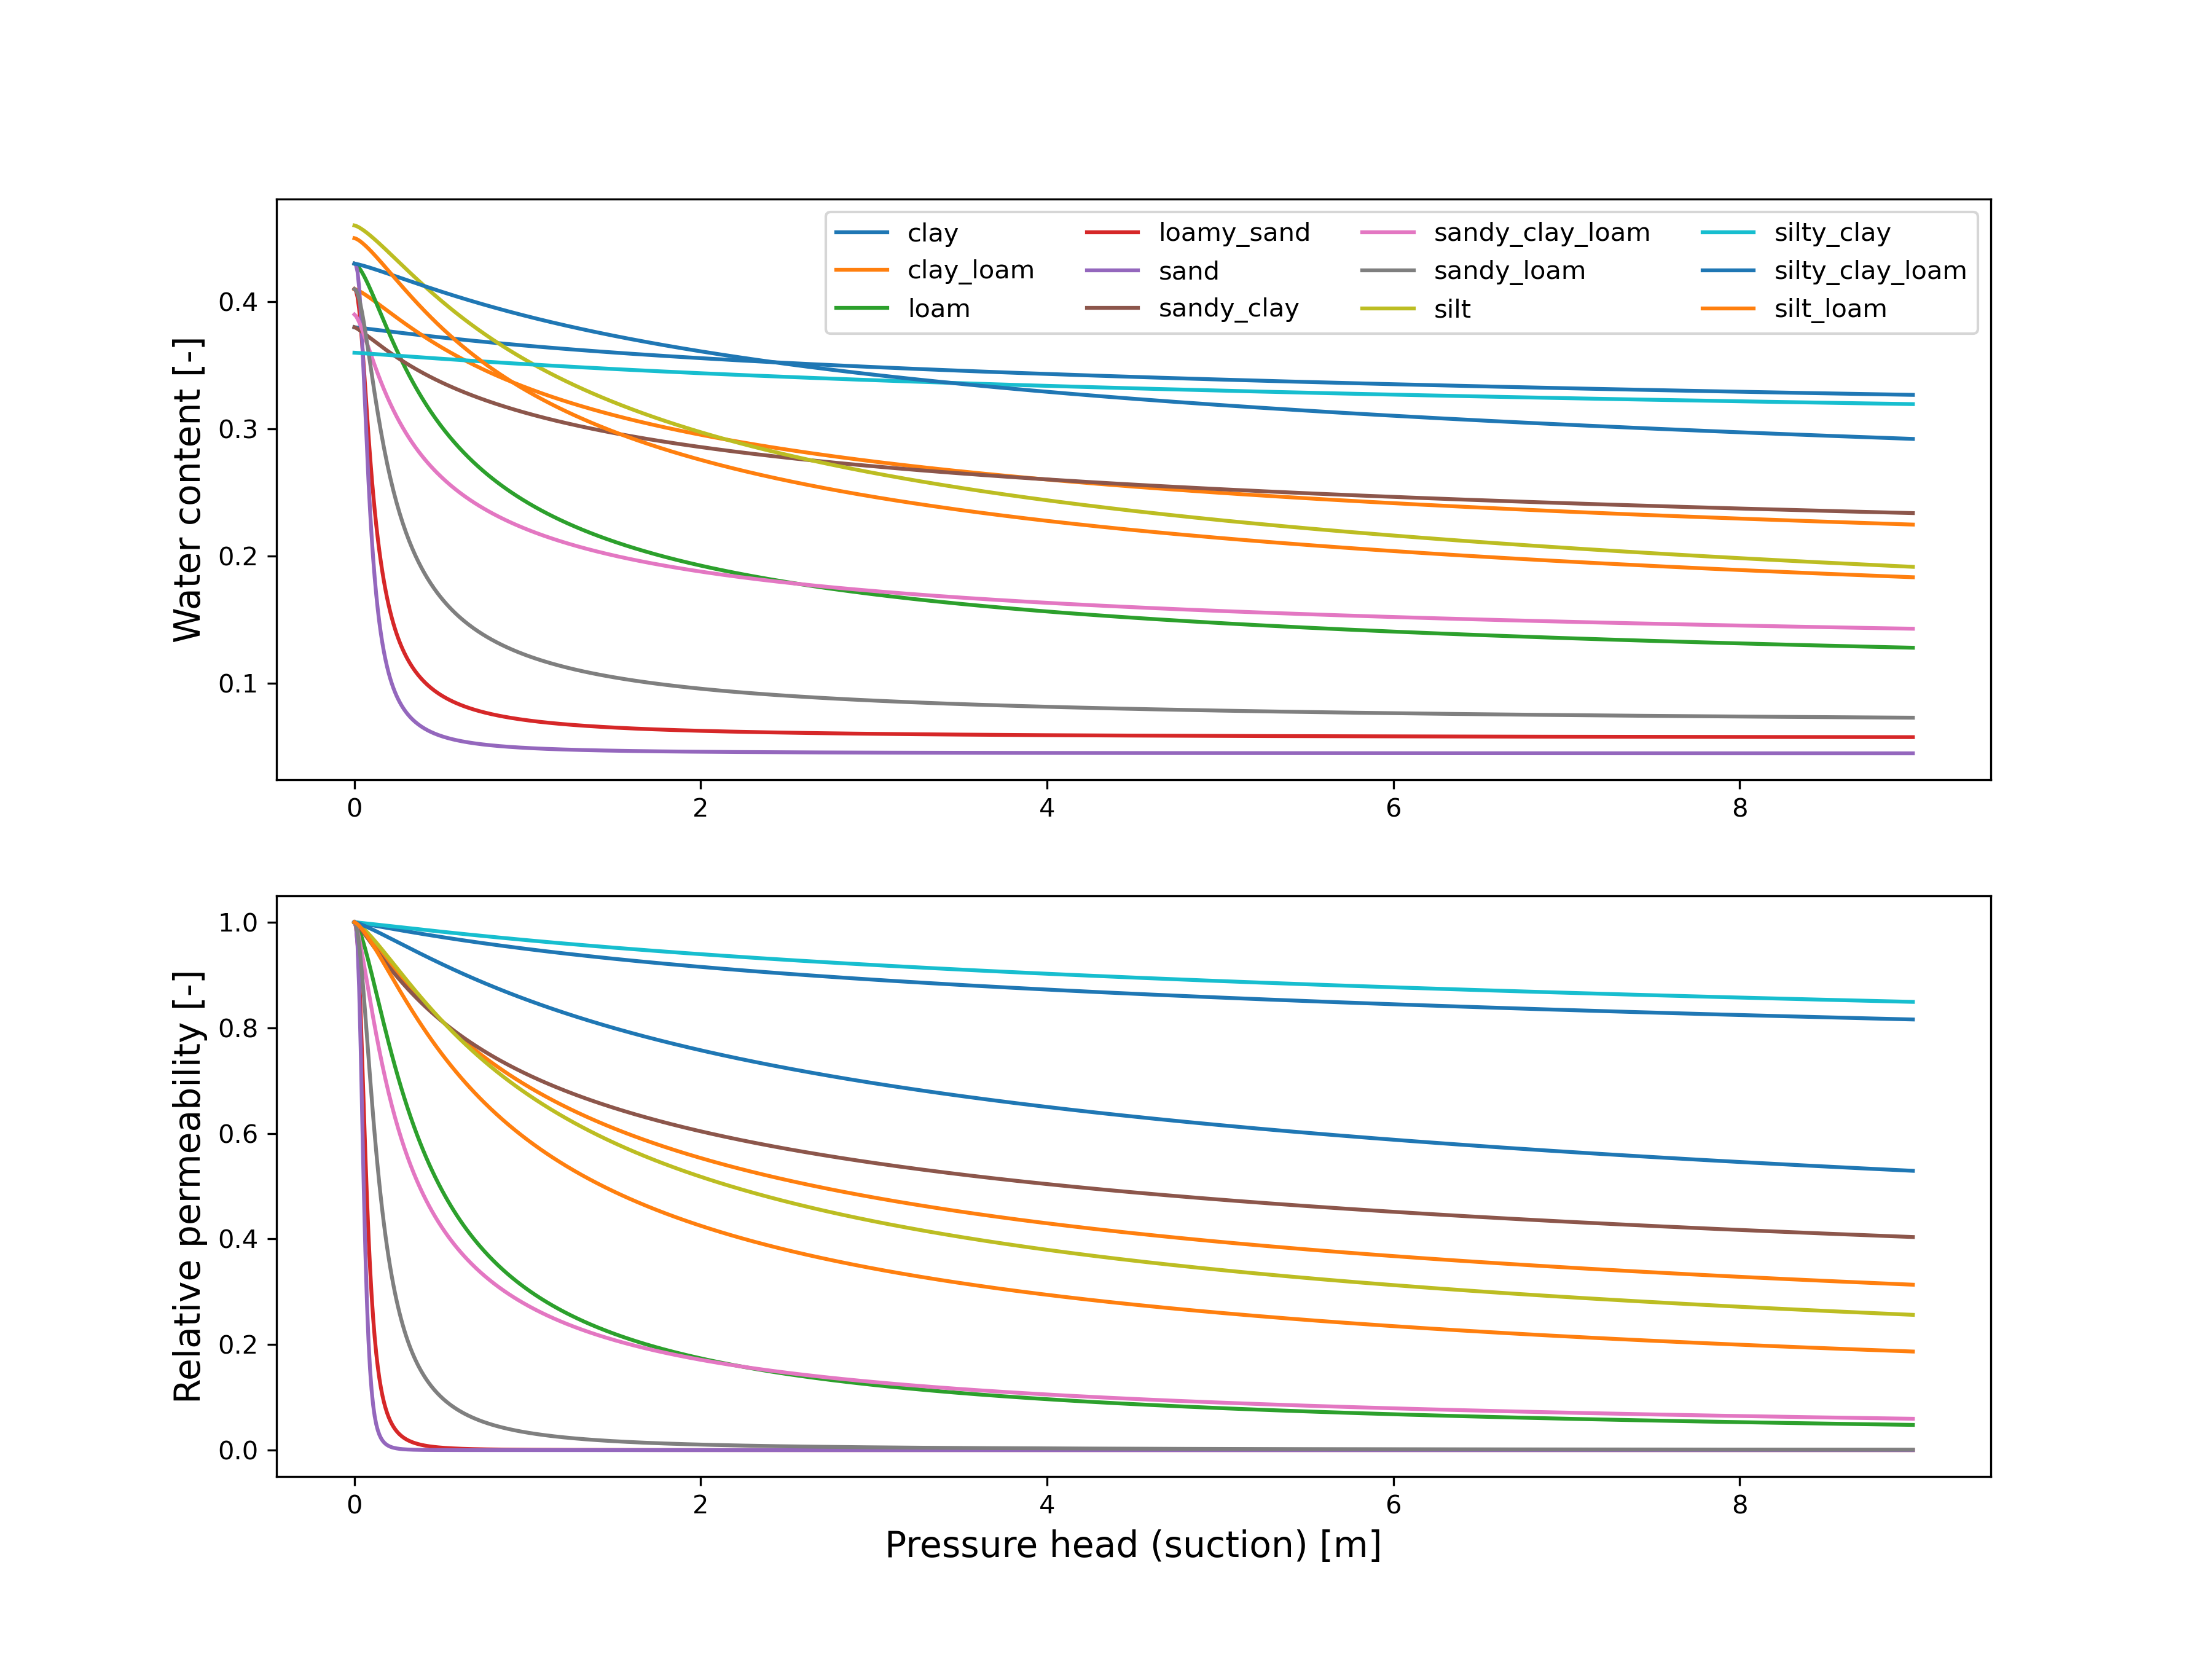 Water content [-]
0.4
0.3
0.2
0.1
0 2 4 6 8
clay loamy_sand sandy_clay_loam silty_clay
clay_loam sand sandy_loam silty_clay_loam
loam sandy_clay silt silt_loam
Relative permeability [-]
1.0
0.8
0.6
0.4
0.2
0.0
0 2 4 6 8
Pressure head (suction) [m]